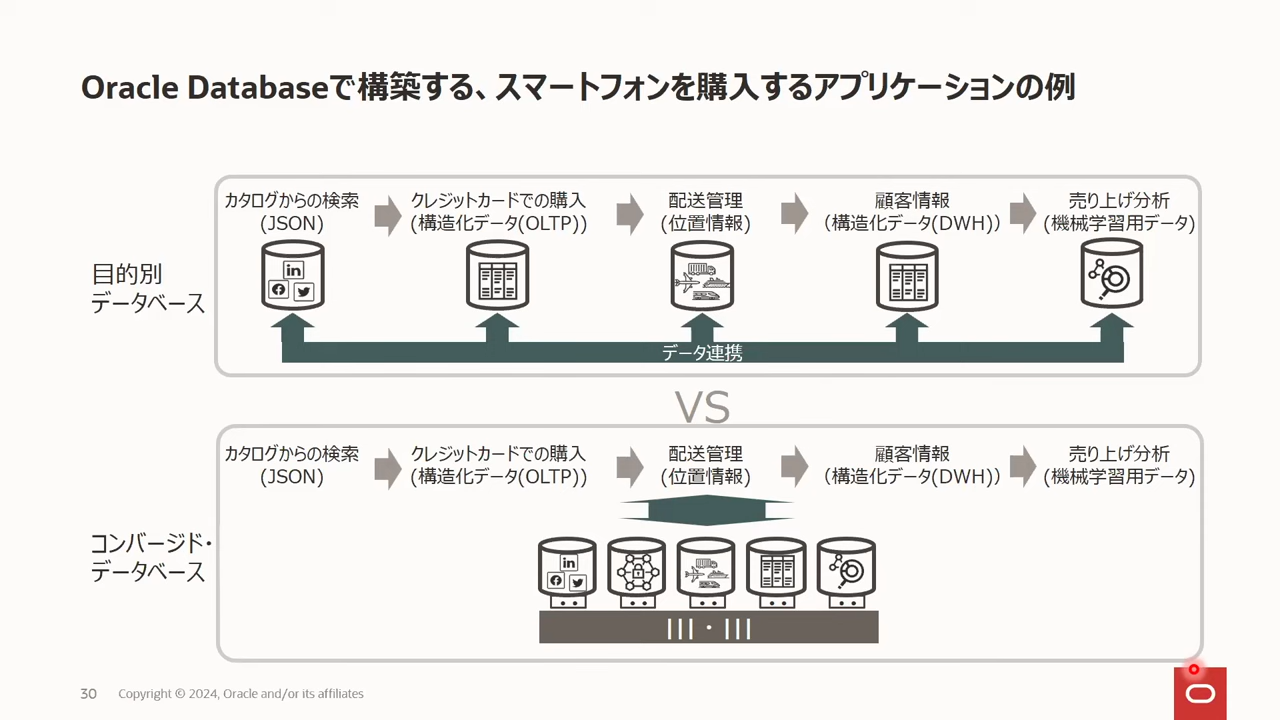 Oracle Databaseで構築する、スマートフォンを購入するアプリケーションの例
カタログからの検索
(JSON)
クレジットカードでの購入
(構造化データ(OLTP))
配送管理
(位置情報)
顧客情報
(構造化データ(DWH))
売り上げ分析
(機械学習用データ)
目的別
データベース
in
データ連携
VS
カタログからの検索
(JSON)
クレジットカードでの購入
(構造化データ(OLTP))
配送管理
(位置情報)
顧客情報
(構造化データ(DWH))
売り上げ分析
(機械学習用データ)
コンバージド・
データベース
in
30
Copyright © 2024, Oracle and/or its affiliates